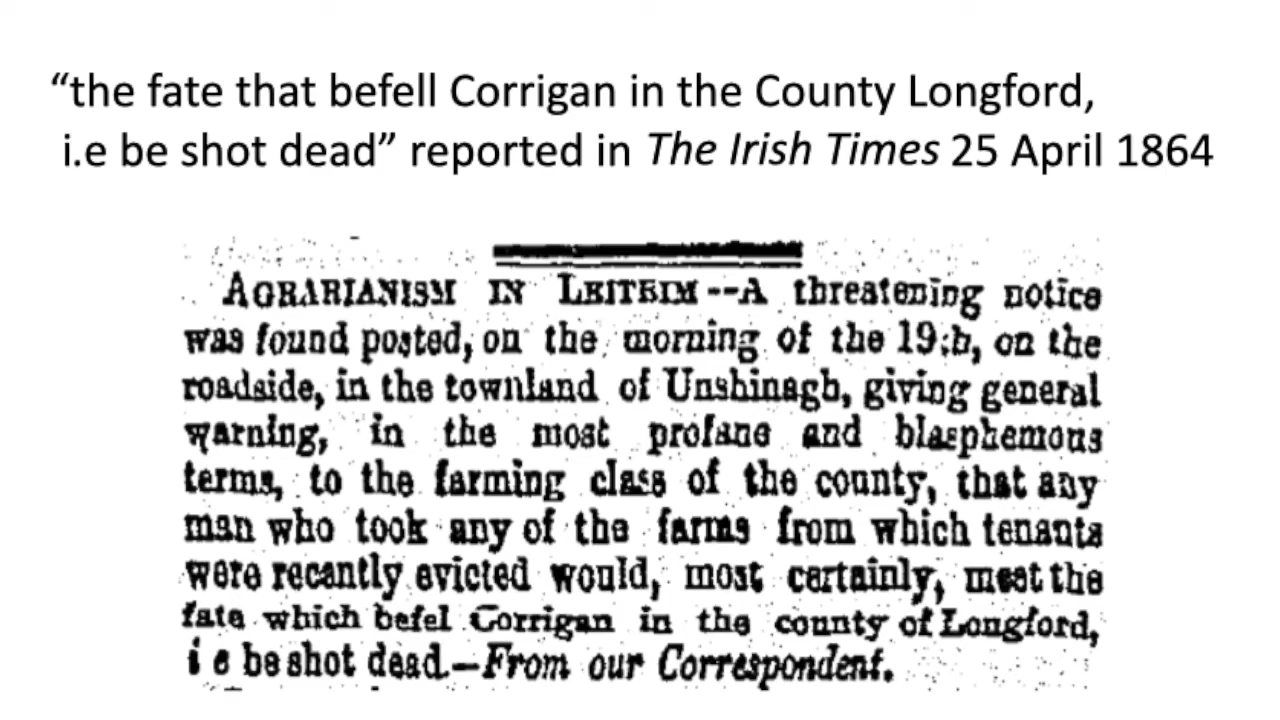 “the fate that befell Corrigan in the County Longford,
i.e be shot dead” reported in The Irish Times 25 April 1864
AGRARIANISM IN LEITRIM--A threatening notice
was found posted, on the morning of the 19th, on the
roadside, in the townland of Unshinagh, giving general
warning, in the most profane and blasphemous
terms, to the farming class of the county, that any
man who took any of the farms from which tenants
were recently evicted would, most certainly, meet the
fate which befel Corrigan in the county of Longford,
i e be shot dead.—From our Correspondent.